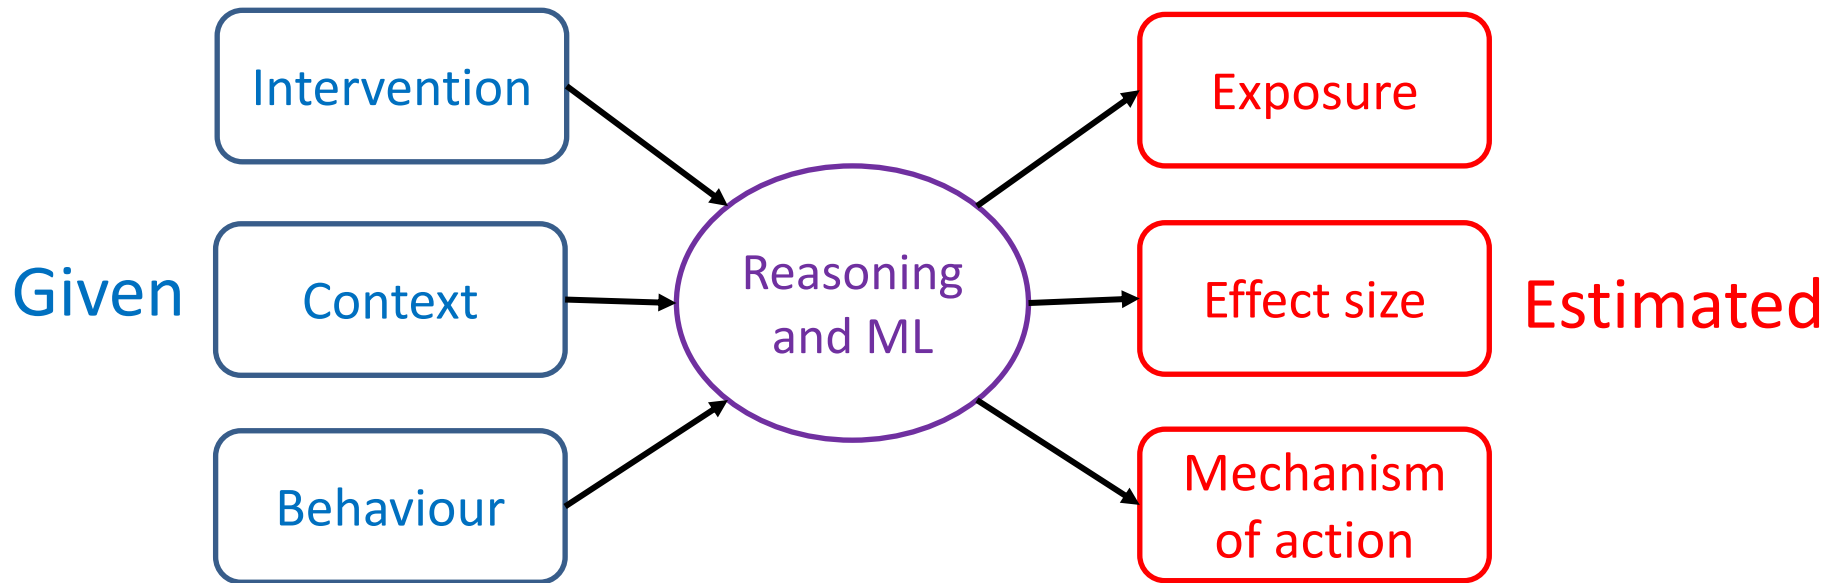 Given
Intervention
Context
Behaviour
Reasoning
and ML
Exposure
Effect size
Mechanism
of action
Estimated